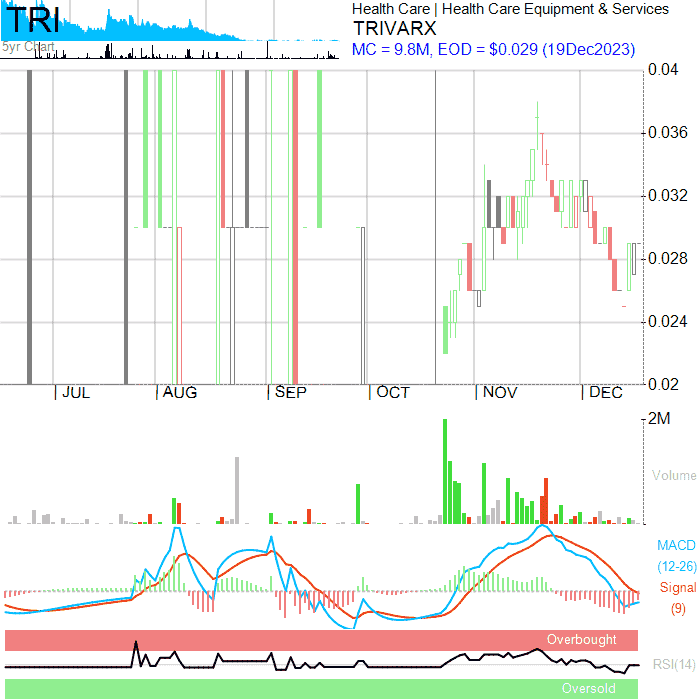 TRI
5yr Chart
Health Care | Health Care Equipment & Services
TRIVARX
MC = 9.8M, EOD = $0.029 (19Dec2023)
0.04
0.036
0.032
0.028
0.024
0.02
JUL AUG SEP OCT NOV DEC
2M
Volume
MACD
(12-26)
Signal
(9)
Overbought
RSI(14)
Oversold